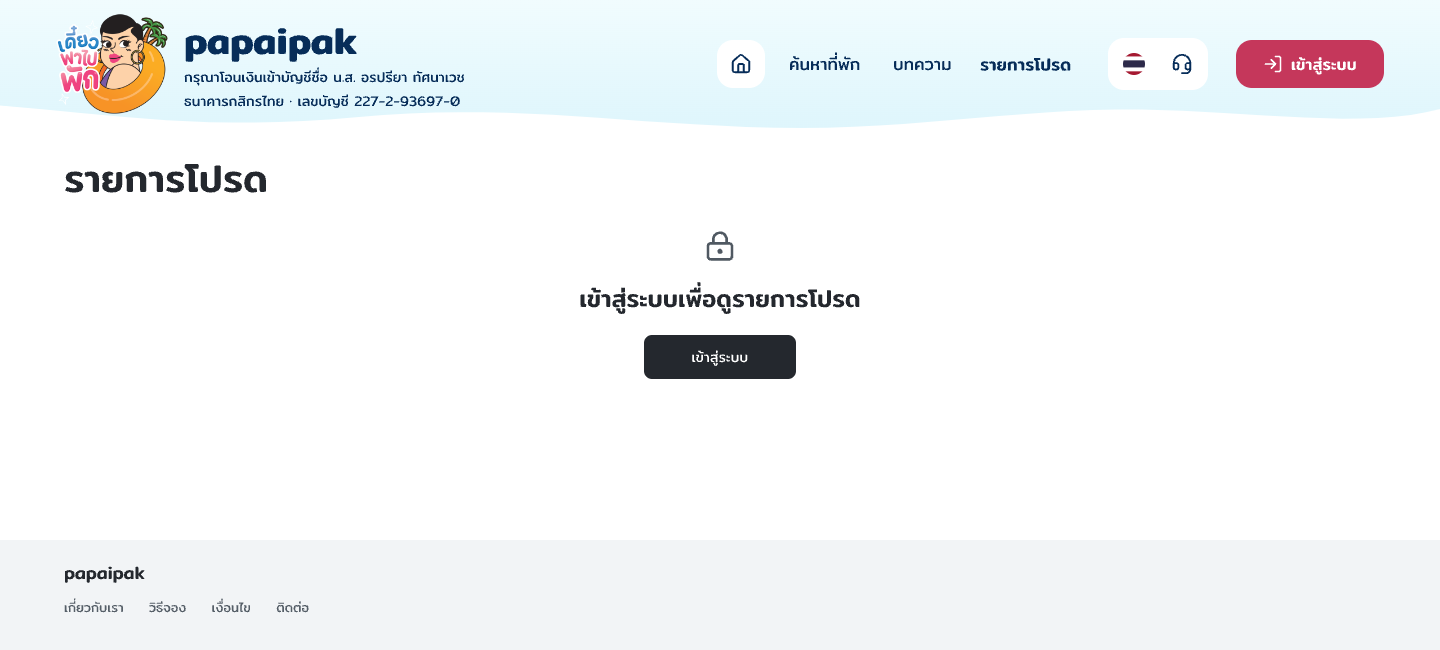 เดี๋ยว
พาไป
พัก
papaipak
กรุณาโอนเงินเข้าบัญชีชื่อ น.ส. อรปรียา ทัศนาเวช
ธนาคารกสิกรไทย · เลขบัญชี 227-2-93697-0
ค้นหาที่พัก บทความ รายการโปรด เข้าสู่ระบบ
รายการโปรด
เข้าสู่ระบบเพื่อดูรายการโปรด
เข้าสู่ระบบ
papaipak
เกี่ยวกับเรา วิธีจอง เงื่อนไข ติดต่อ